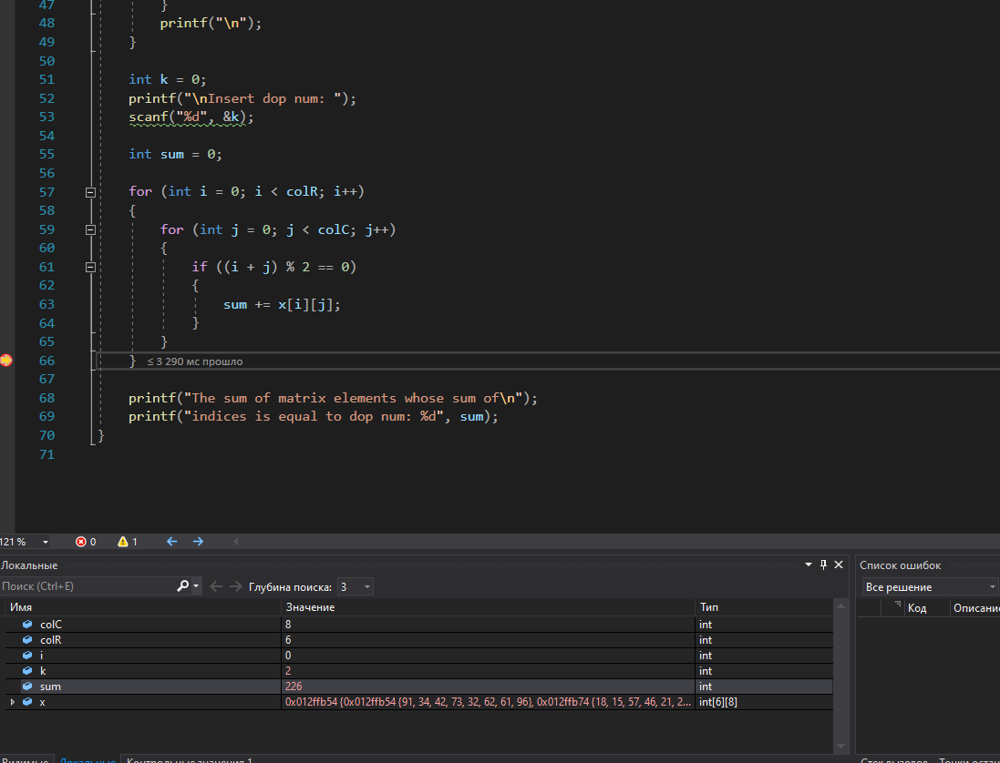 47 }
48 printf("\n");
49 }
50
51 int k = 0;
52 printf("\nInsert dop num: ");
53 scanf("%d", &k);
54
55 int sum = 0;
56
57 for (int i = 0; i < colR; i++)
58 {
59 for (int j = 0; j < colC; j++)
60 {
61 if ((i + j) % 2 == 0)
62 {
63 sum += x[i][j];
64 }
65 }
66 } ≤ 3 290 мс прошло
67
68 printf("The sum of matrix elements whose sum of\n");
69 printf("indices is equal to dop num: %d", sum);
70 }
71
121 % 0 1
Локальные
Поиск (Ctrl+E) Глубина поиска: 3
Имя Значение Тип
colC 8 int
colR 6 int
i 0 int
k 2 int
sum 226 int
x 0x012ffb54 {0x012ffb54 {91, 34, 42, 73, 32, 62, 61, 96}, 0x012ffb74 {18, 15, 57, 46, 21, 2... int[6][8]
Видимые Локальные Контрольные значения 1
Список ошибок
Все решение
Код Описание
Стек вызовов